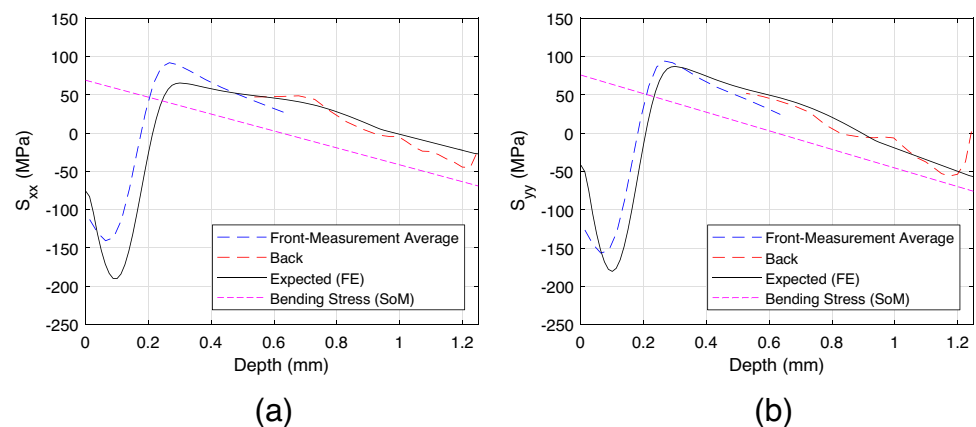 150
100
50
0
-50
-100
-150
-200
-250
S_xx (MPa)
0 0.2 0.4 0.6 0.8 1 1.2
Depth (mm)
Front-Measurement Average
Back
Expected (FE)
Bending Stress (SoM)
(a)
150
100
50
0
-50
-100
-150
-200
-250
S_yy (MPa)
0 0.2 0.4 0.6 0.8 1 1.2
Depth (mm)
Front-Measurement Average
Back
Expected (FE)
Bending Stress (SoM)
(b)